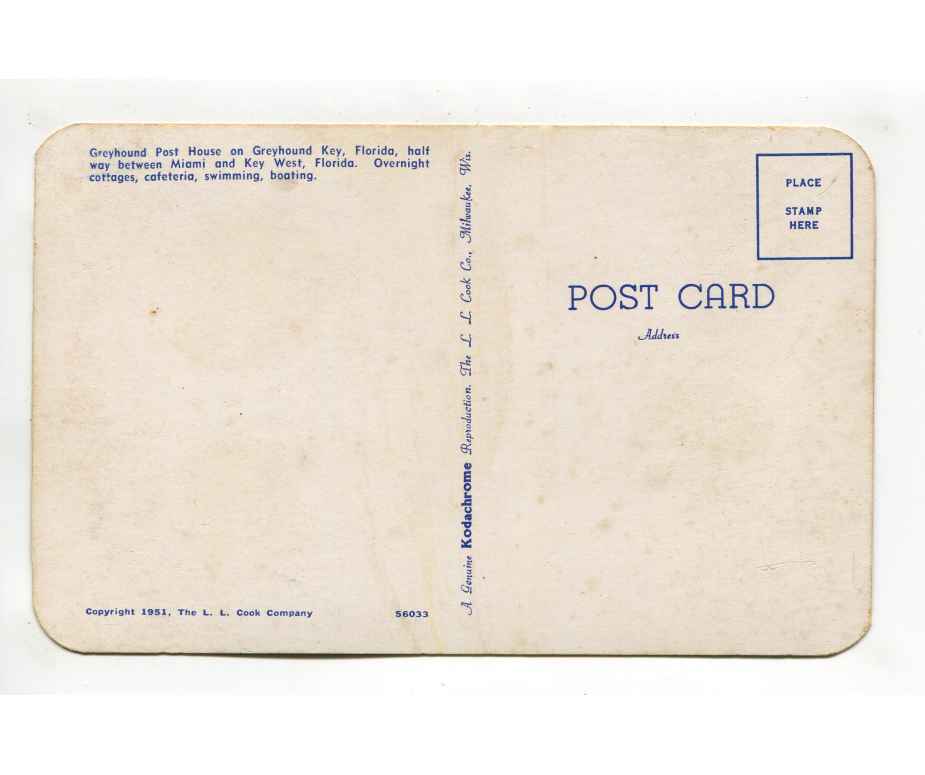 Greyhound Post House on Greyhound Key, Florida, half
way between Miami and Key West, Florida. Overnight
cottages, cafeteria, swimming, boating.
Copyright 1951, The L. L. Cook Company
56033
A Genuine Kodachrome Reproduction. The L. L. Cook Co., Milwaukee, Wis.
PLACE
STAMP
HERE
POST CARD
Address